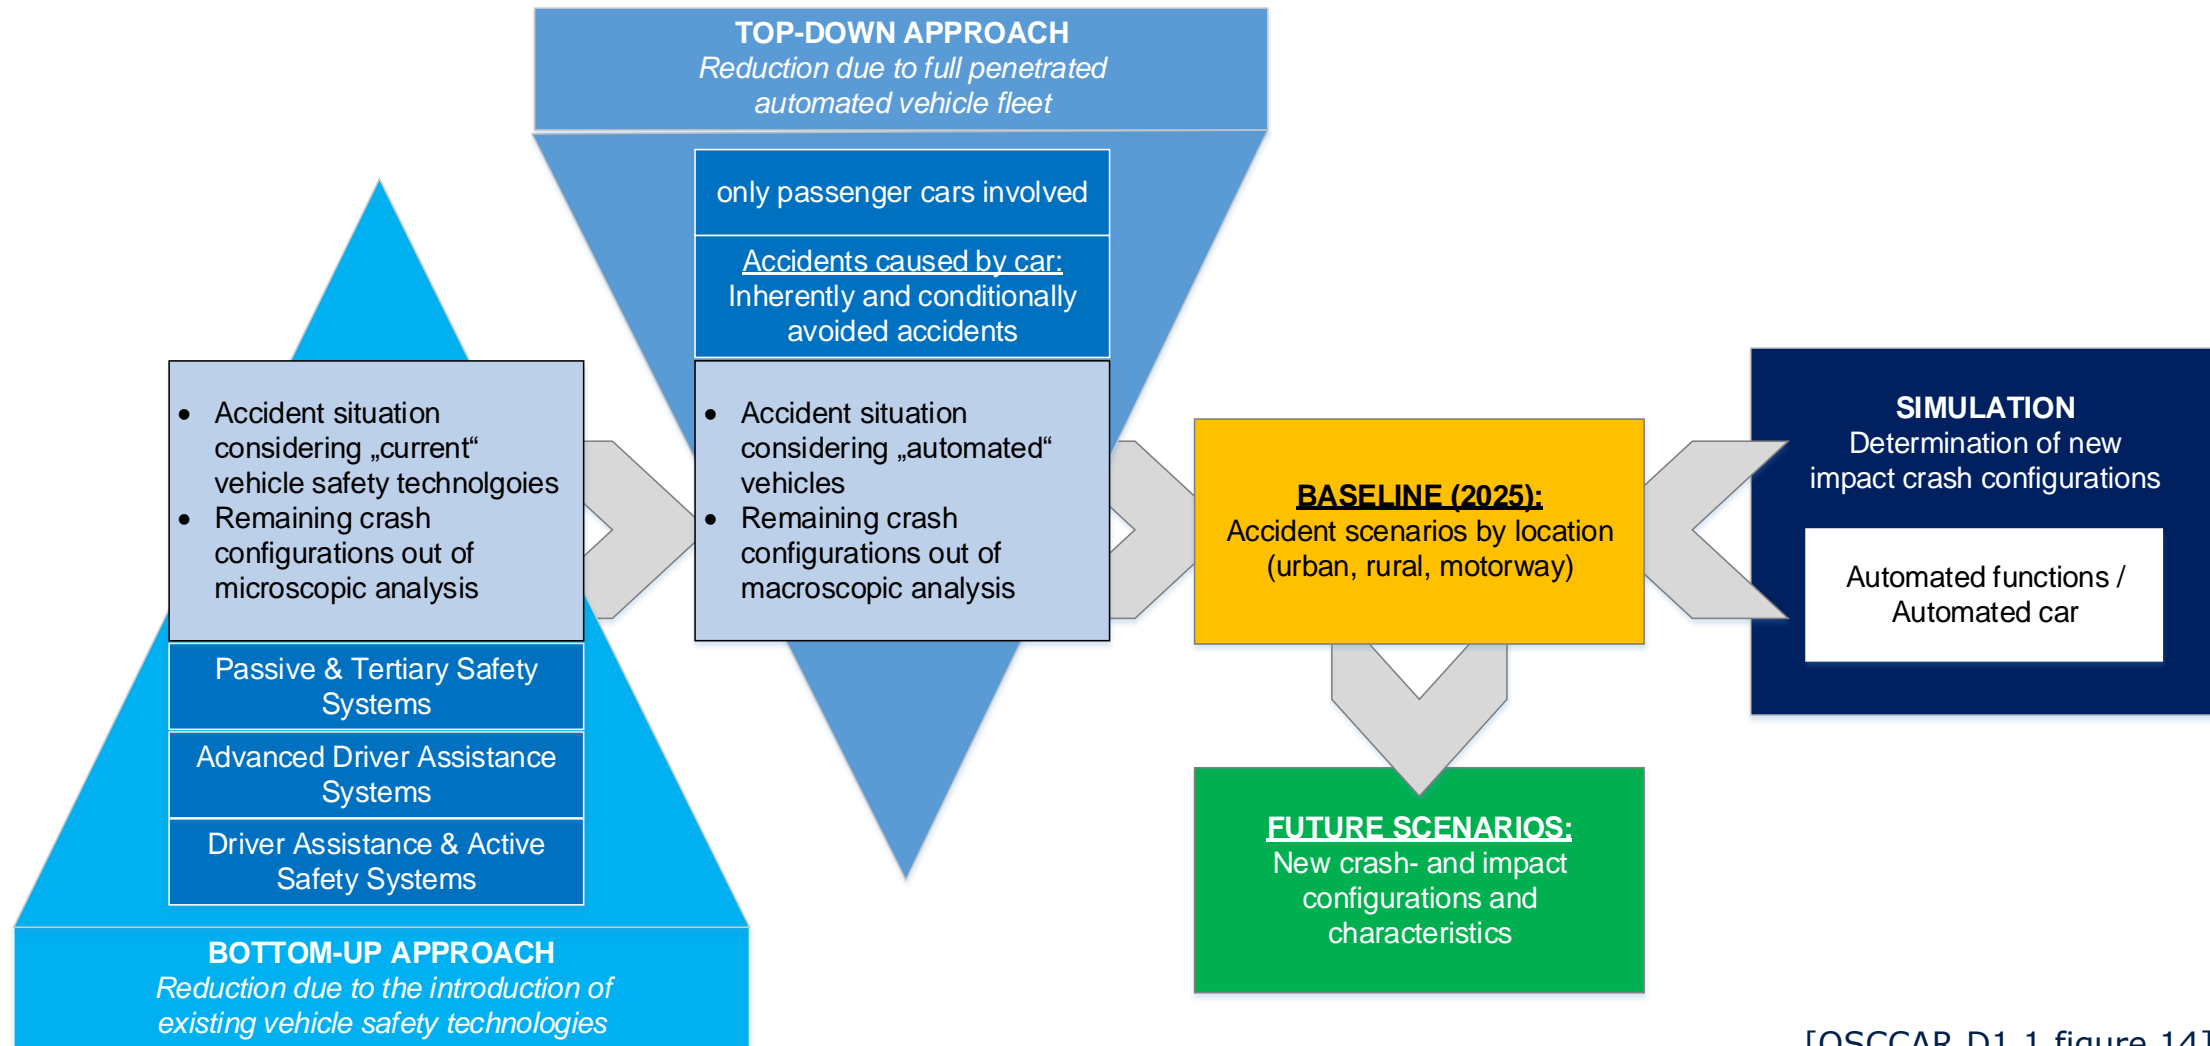 TOP-DOWN APPROACH
Reduction due to full penetrated
automated vehicle fleet
only passenger cars involved
Accidents caused by car:
Inherently and conditionally
avoided accidents
• Accident situation
considering „current“
vehicle safety technolgoies
• Remaining crash
configurations out of
microscopic analysis
Passive & Tertiary Safety
Systems
Advanced Driver Assistance
Systems
Driver Assistance & Active
Safety Systems
BOTTOM-UP APPROACH
Reduction due to the introduction of
existing vehicle safety technologies
• Accident situation
considering „automated“
vehicles
• Remaining crash
configurations out of
macroscopic analysis
BASELINE (2025):
Accident scenarios by location
(urban, rural, motorway)
SIMULATION
Determination of new
impact crash configurations
Automated functions /
Automated car
FUTURE SCENARIOS:
New crash- and impact
configurations and
characteristics
[OSCCAR D1.1 figure 14]